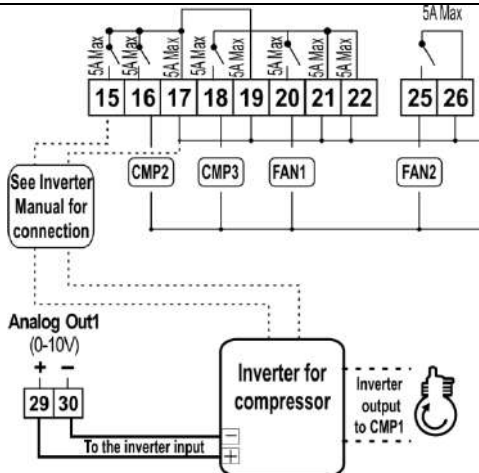 5A Max
5A Max 5A Max 5A Max 5A Max 5A Max 5A Max 5A Max 5A Max
15 16 17 18 19 20 21 22 25 26
CMP2 CMP3 FAN1 FAN2
See Inverter
Manual for
connection
Analog Out1
(0-10V)
+ −
29 30
To the inverter input
−
+
Inverter for
compressor
Inverter
output
to CMP1